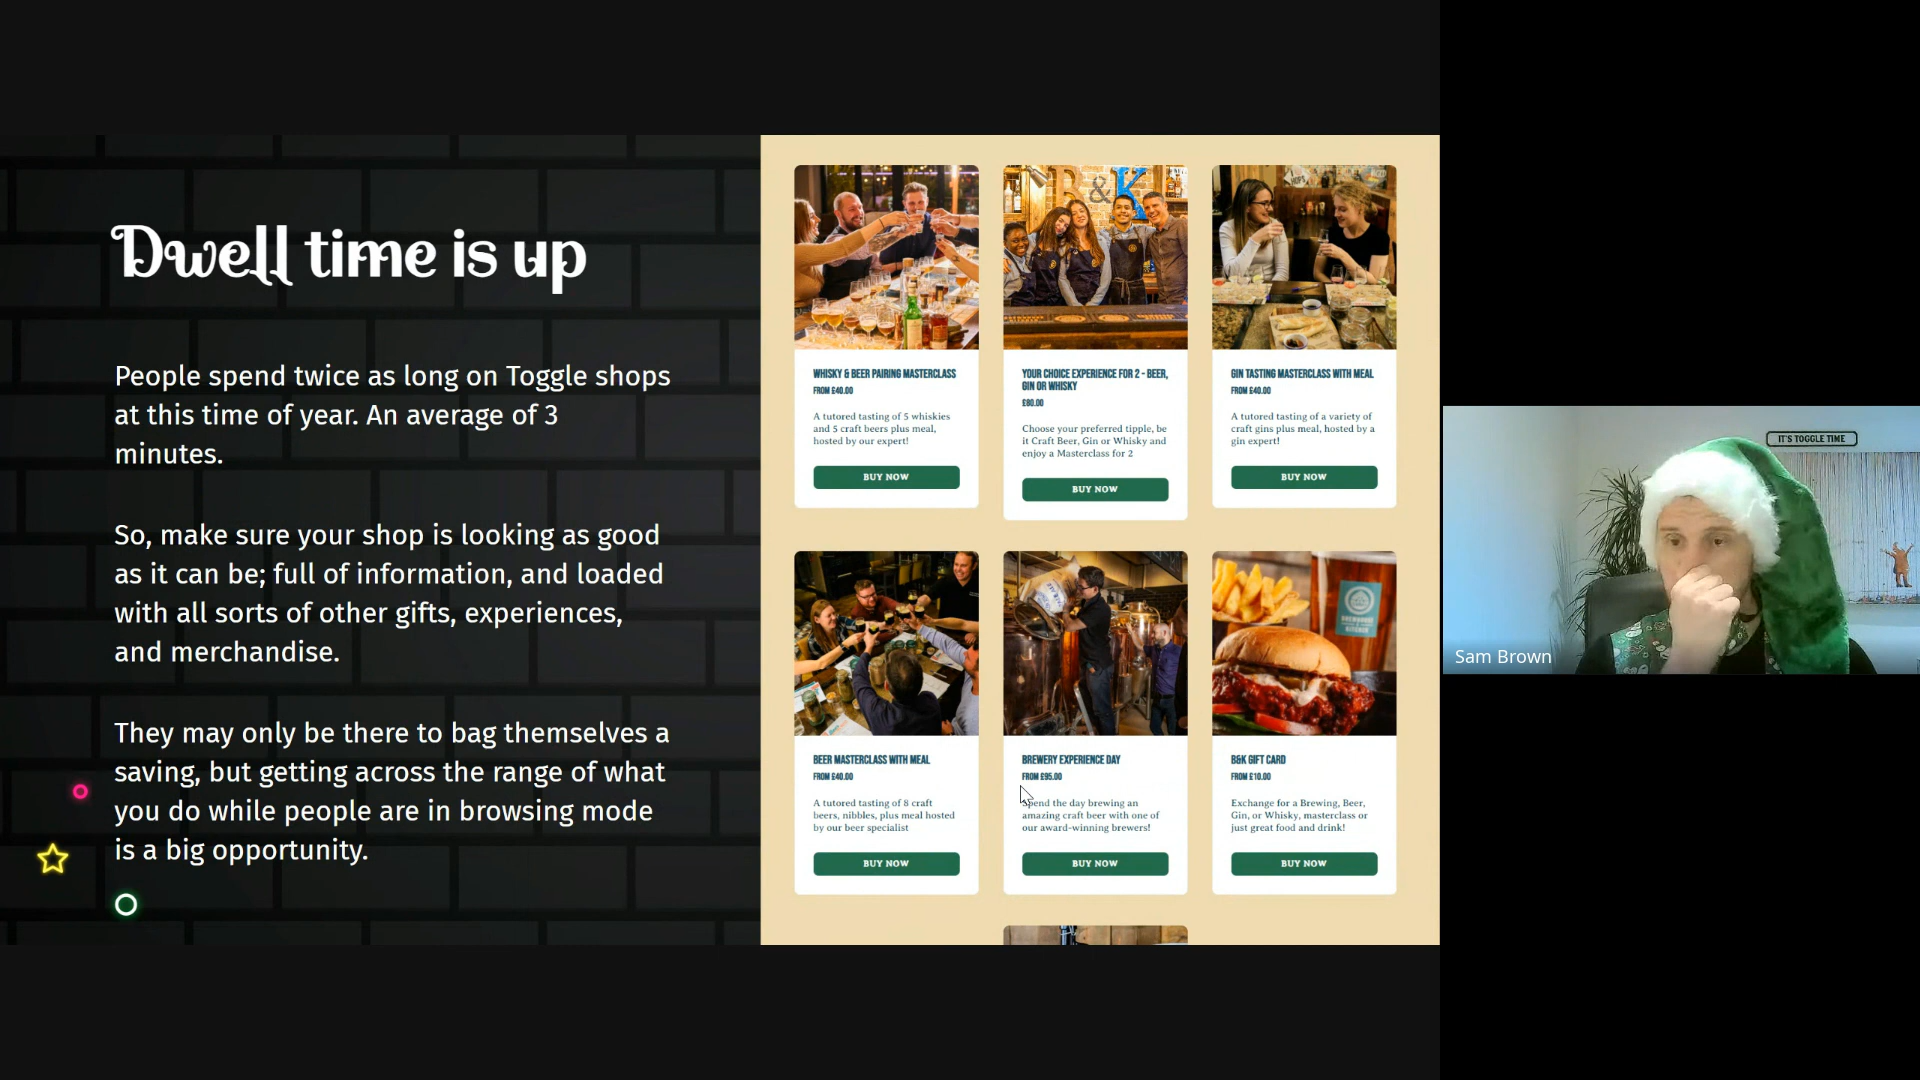 Dwell time is up
People spend twice as long on Toggle shops
at this time of year. An average of 3
minutes.
So, make sure your shop is looking as good
as it can be; full of information, and loaded
with all sorts of other gifts, experiences,
and merchandise.
They may only be there to bag themselves a
saving, but getting across the range of what
you do while people are in browsing mode
is a big opportunity.
B&K
WHISKY & BEER PAIRING MASTERCLASS
FROM £40.00
A tutored tasting of 5 whiskies
and 5 craft beers plus meal,
hosted by our expert!
BUY NOW
YOUR CHOICE EXPERIENCE FOR 2 - BEER,
GIN OR WHISKY
£80.00
Choose your preferred tipple, be
it Craft Beer, Gin or Whisky and
enjoy a Masterclass for 2
BUY NOW
HOPS
GIN TASTING MASTERCLASS WITH MEAL
FROM £40.00
A tutored tasting of a variety of
craft gins plus meal, hosted by a
gin expert!
BUY NOW
BEER MASTERCLASS WITH MEAL
FROM £40.00
A tutored tasting of 8 craft
beers, nibbles, plus meal hosted
by our beer specialist
BUY NOW
BREWERY EXPERIENCE DAY
FROM £95.00
Spend the day brewing an
amazing craft beer with one of
our award-winning brewers!
BUY NOW
B&K GIFT CARD
FROM £10.00
Exchange for a Brewing, Beer,
Gin, or Whisky, masterclass or
just great food and drink!
BUY NOW
IT'S TOGGLE TIME
Sam Brown